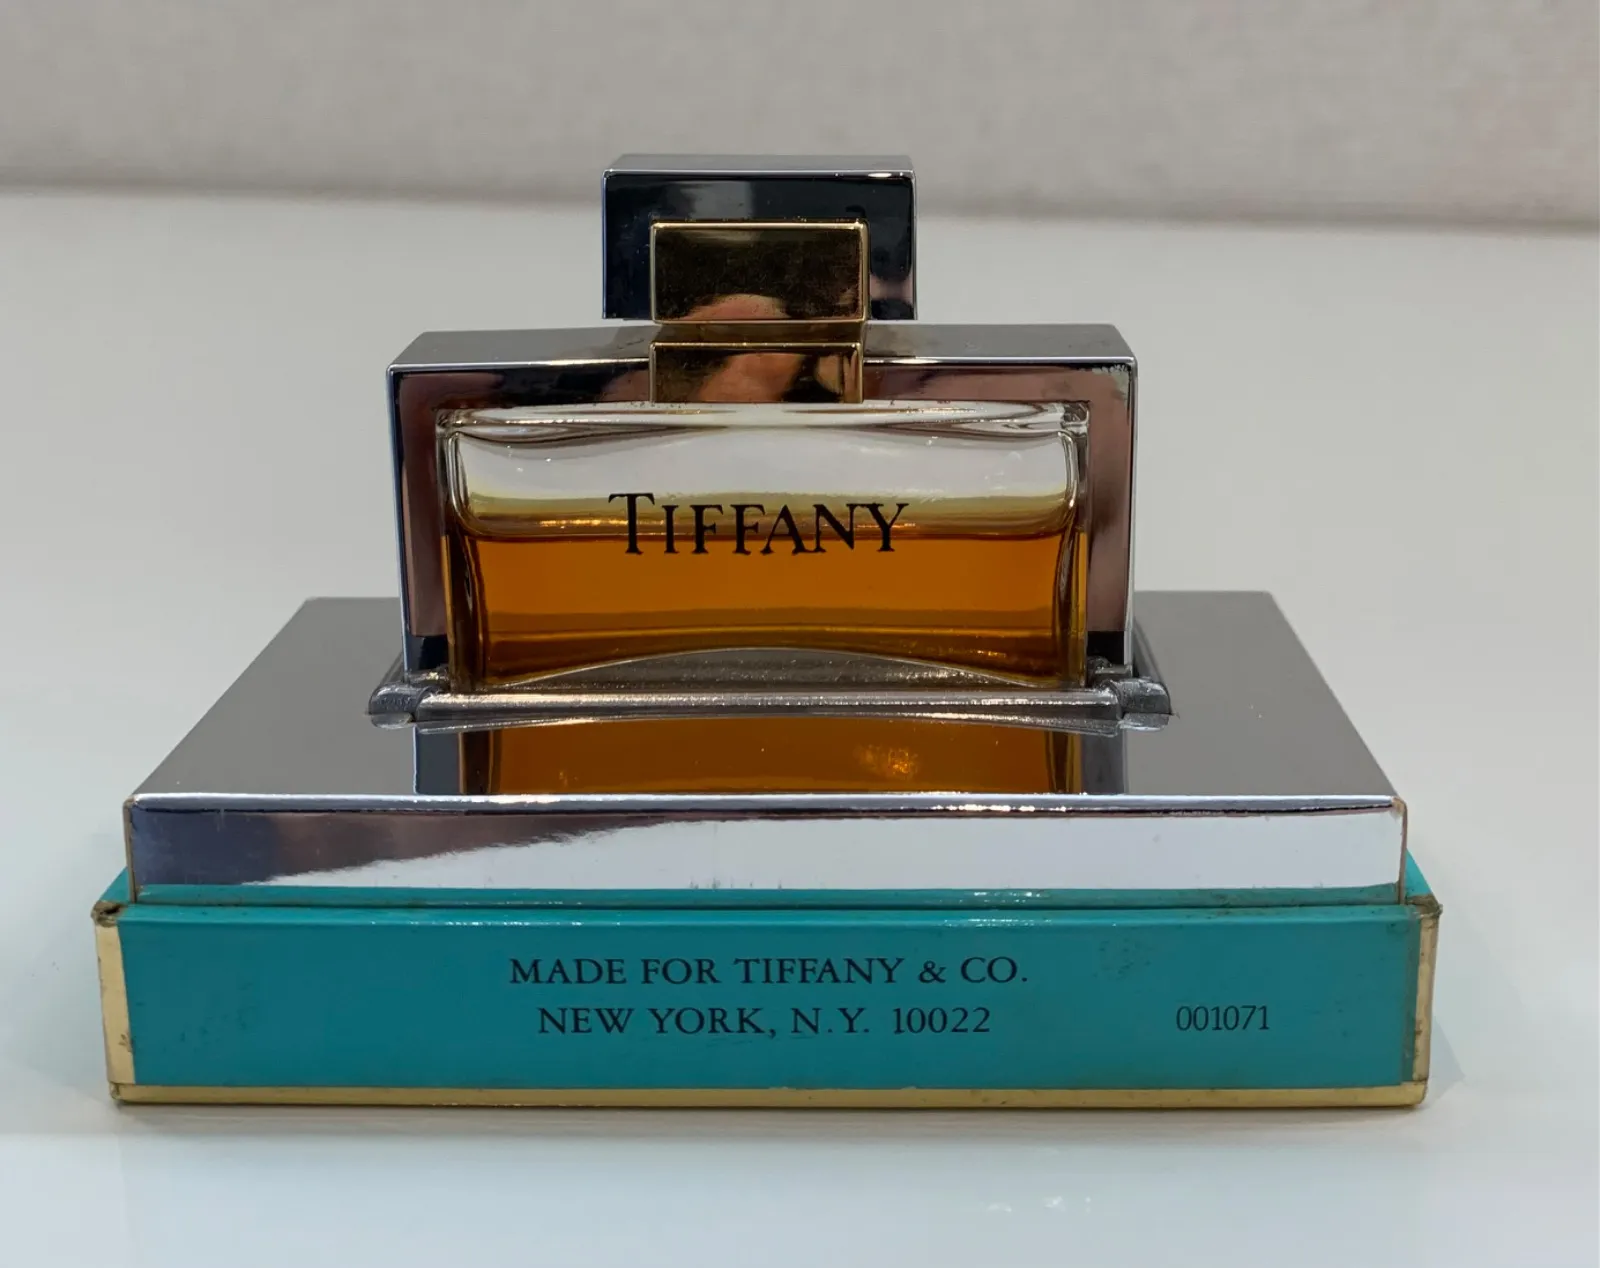 TIFFANY
MADE FOR TIFFANY & CO.
NEW YORK, N.Y. 10022
001071